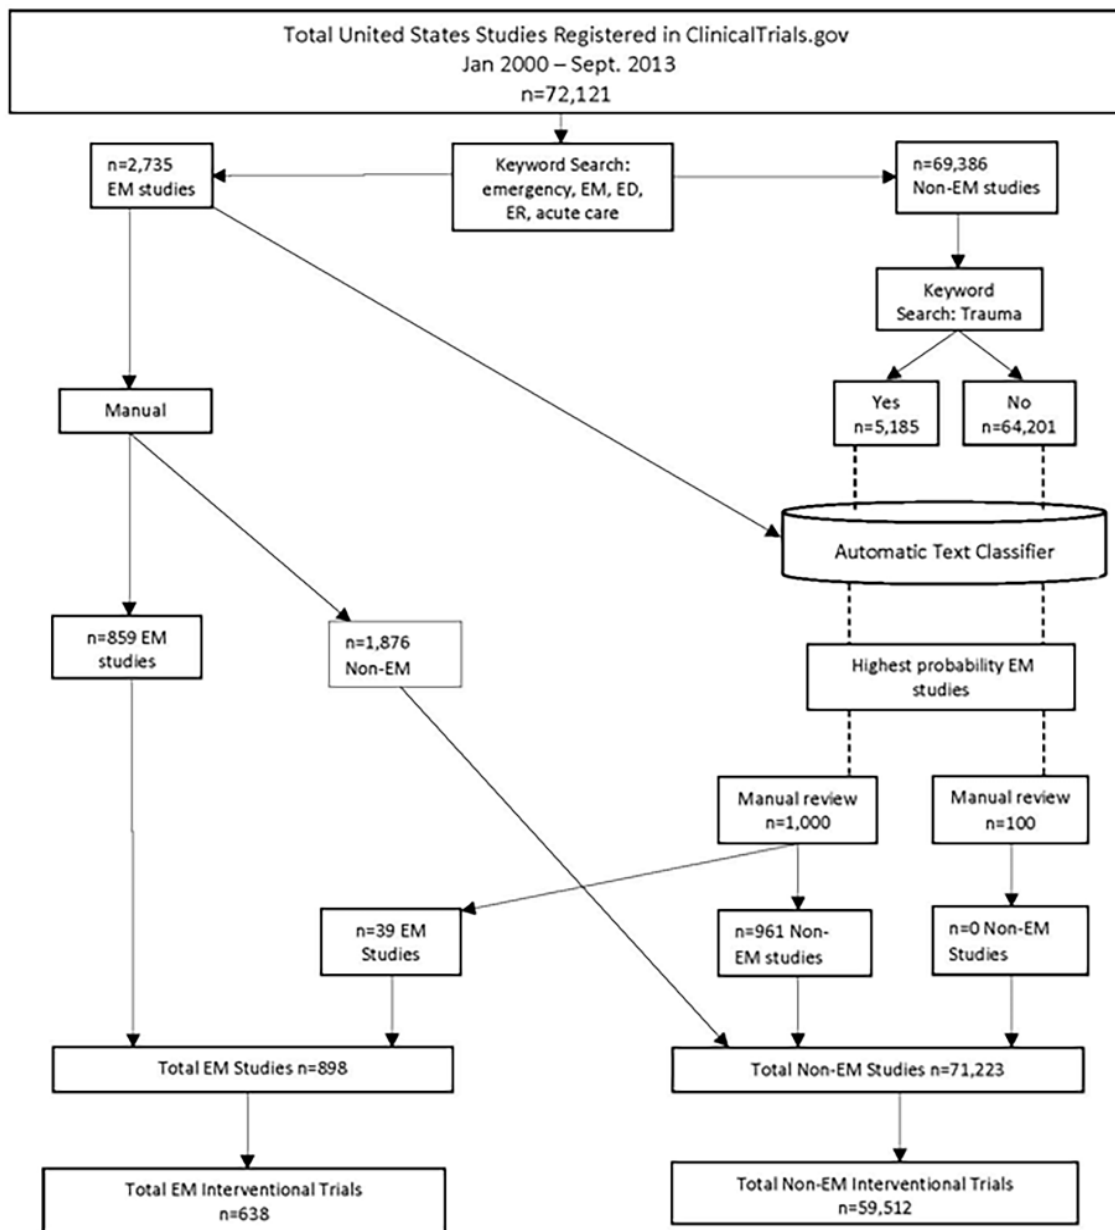 Total United States Studies Registered in ClinicalTrials.gov
Jan 2000 – Sept. 2013
n=72,121
n=2,735
EM studies
Keyword Search:
emergency, EM, ED,
ER, acute care
n=69,386
Non-EM studies
Keyword
Search: Trauma
Yes
n=5,185
No
n=64,201
Manual
Automatic Text Classifier
n=859 EM
studies
n=1,876
Non-EM
Highest probability EM
studies
Manual review
n=1,000
Manual review
n=100
n=39 EM
Studies
n=961 Non-
EM studies
n=0 Non-EM
Studies
Total EM Studies n=898
Total Non-EM Studies n=71,223
Total EM Interventional Trials
n=638
Total Non-EM Interventional Trials
n=59,512